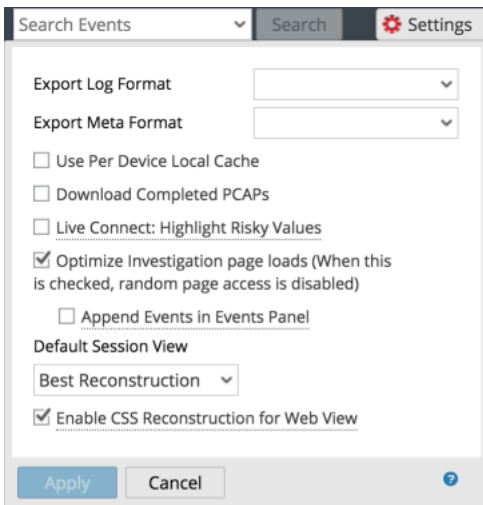 Search Events Search Settings
Export Log Format
Export Meta Format
Use Per Device Local Cache
Download Completed PCAPs
Live Connect: Highlight Risky Values
Optimize Investigation page loads (When this
is checked, random page access is disabled)
Append Events in Events Panel
Default Session View
Best Reconstruction
Enable CSS Reconstruction for Web View
Apply Cancel ?